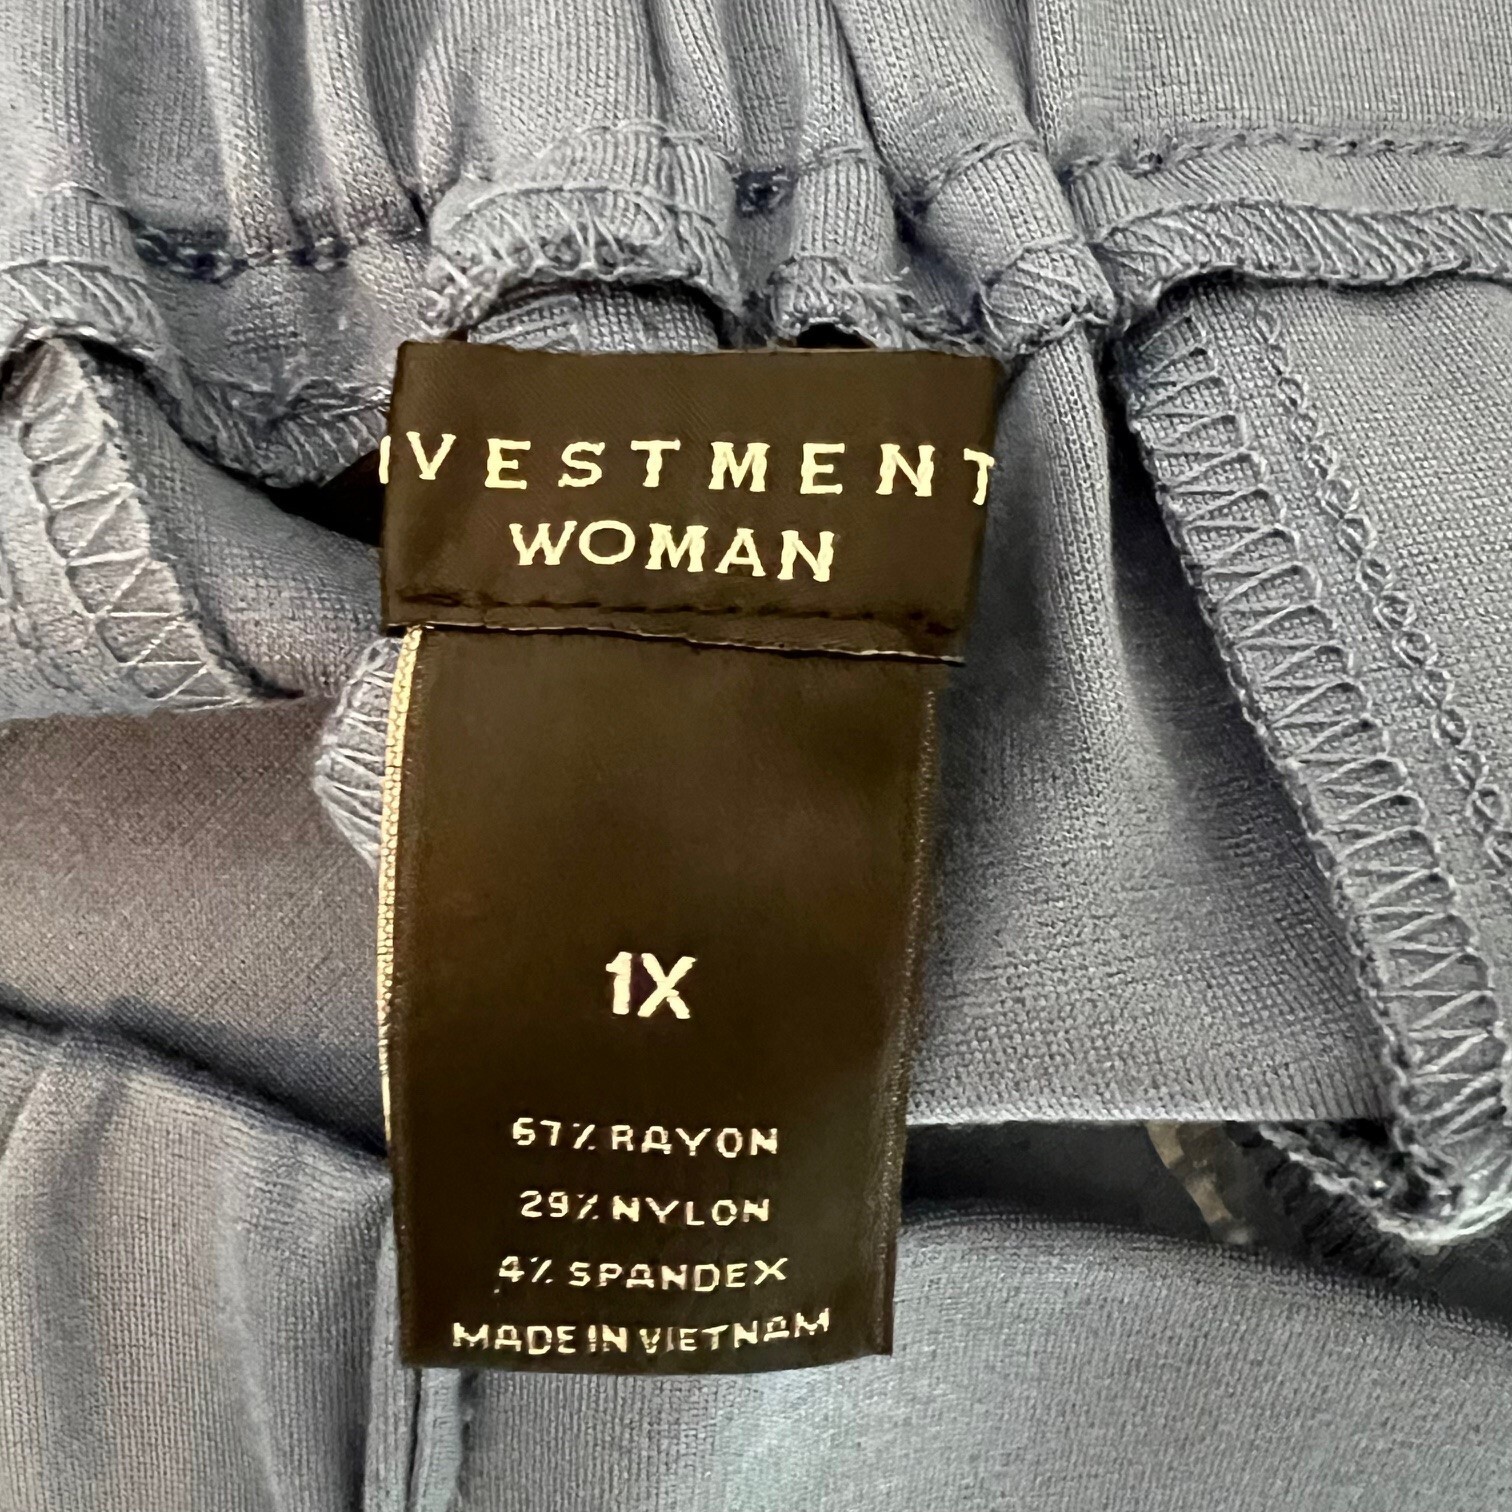 IVESTMENT
WOMAN
1X
67% RAYON
29% NYLON
4% SPANDEX
MADE IN VIETNAM